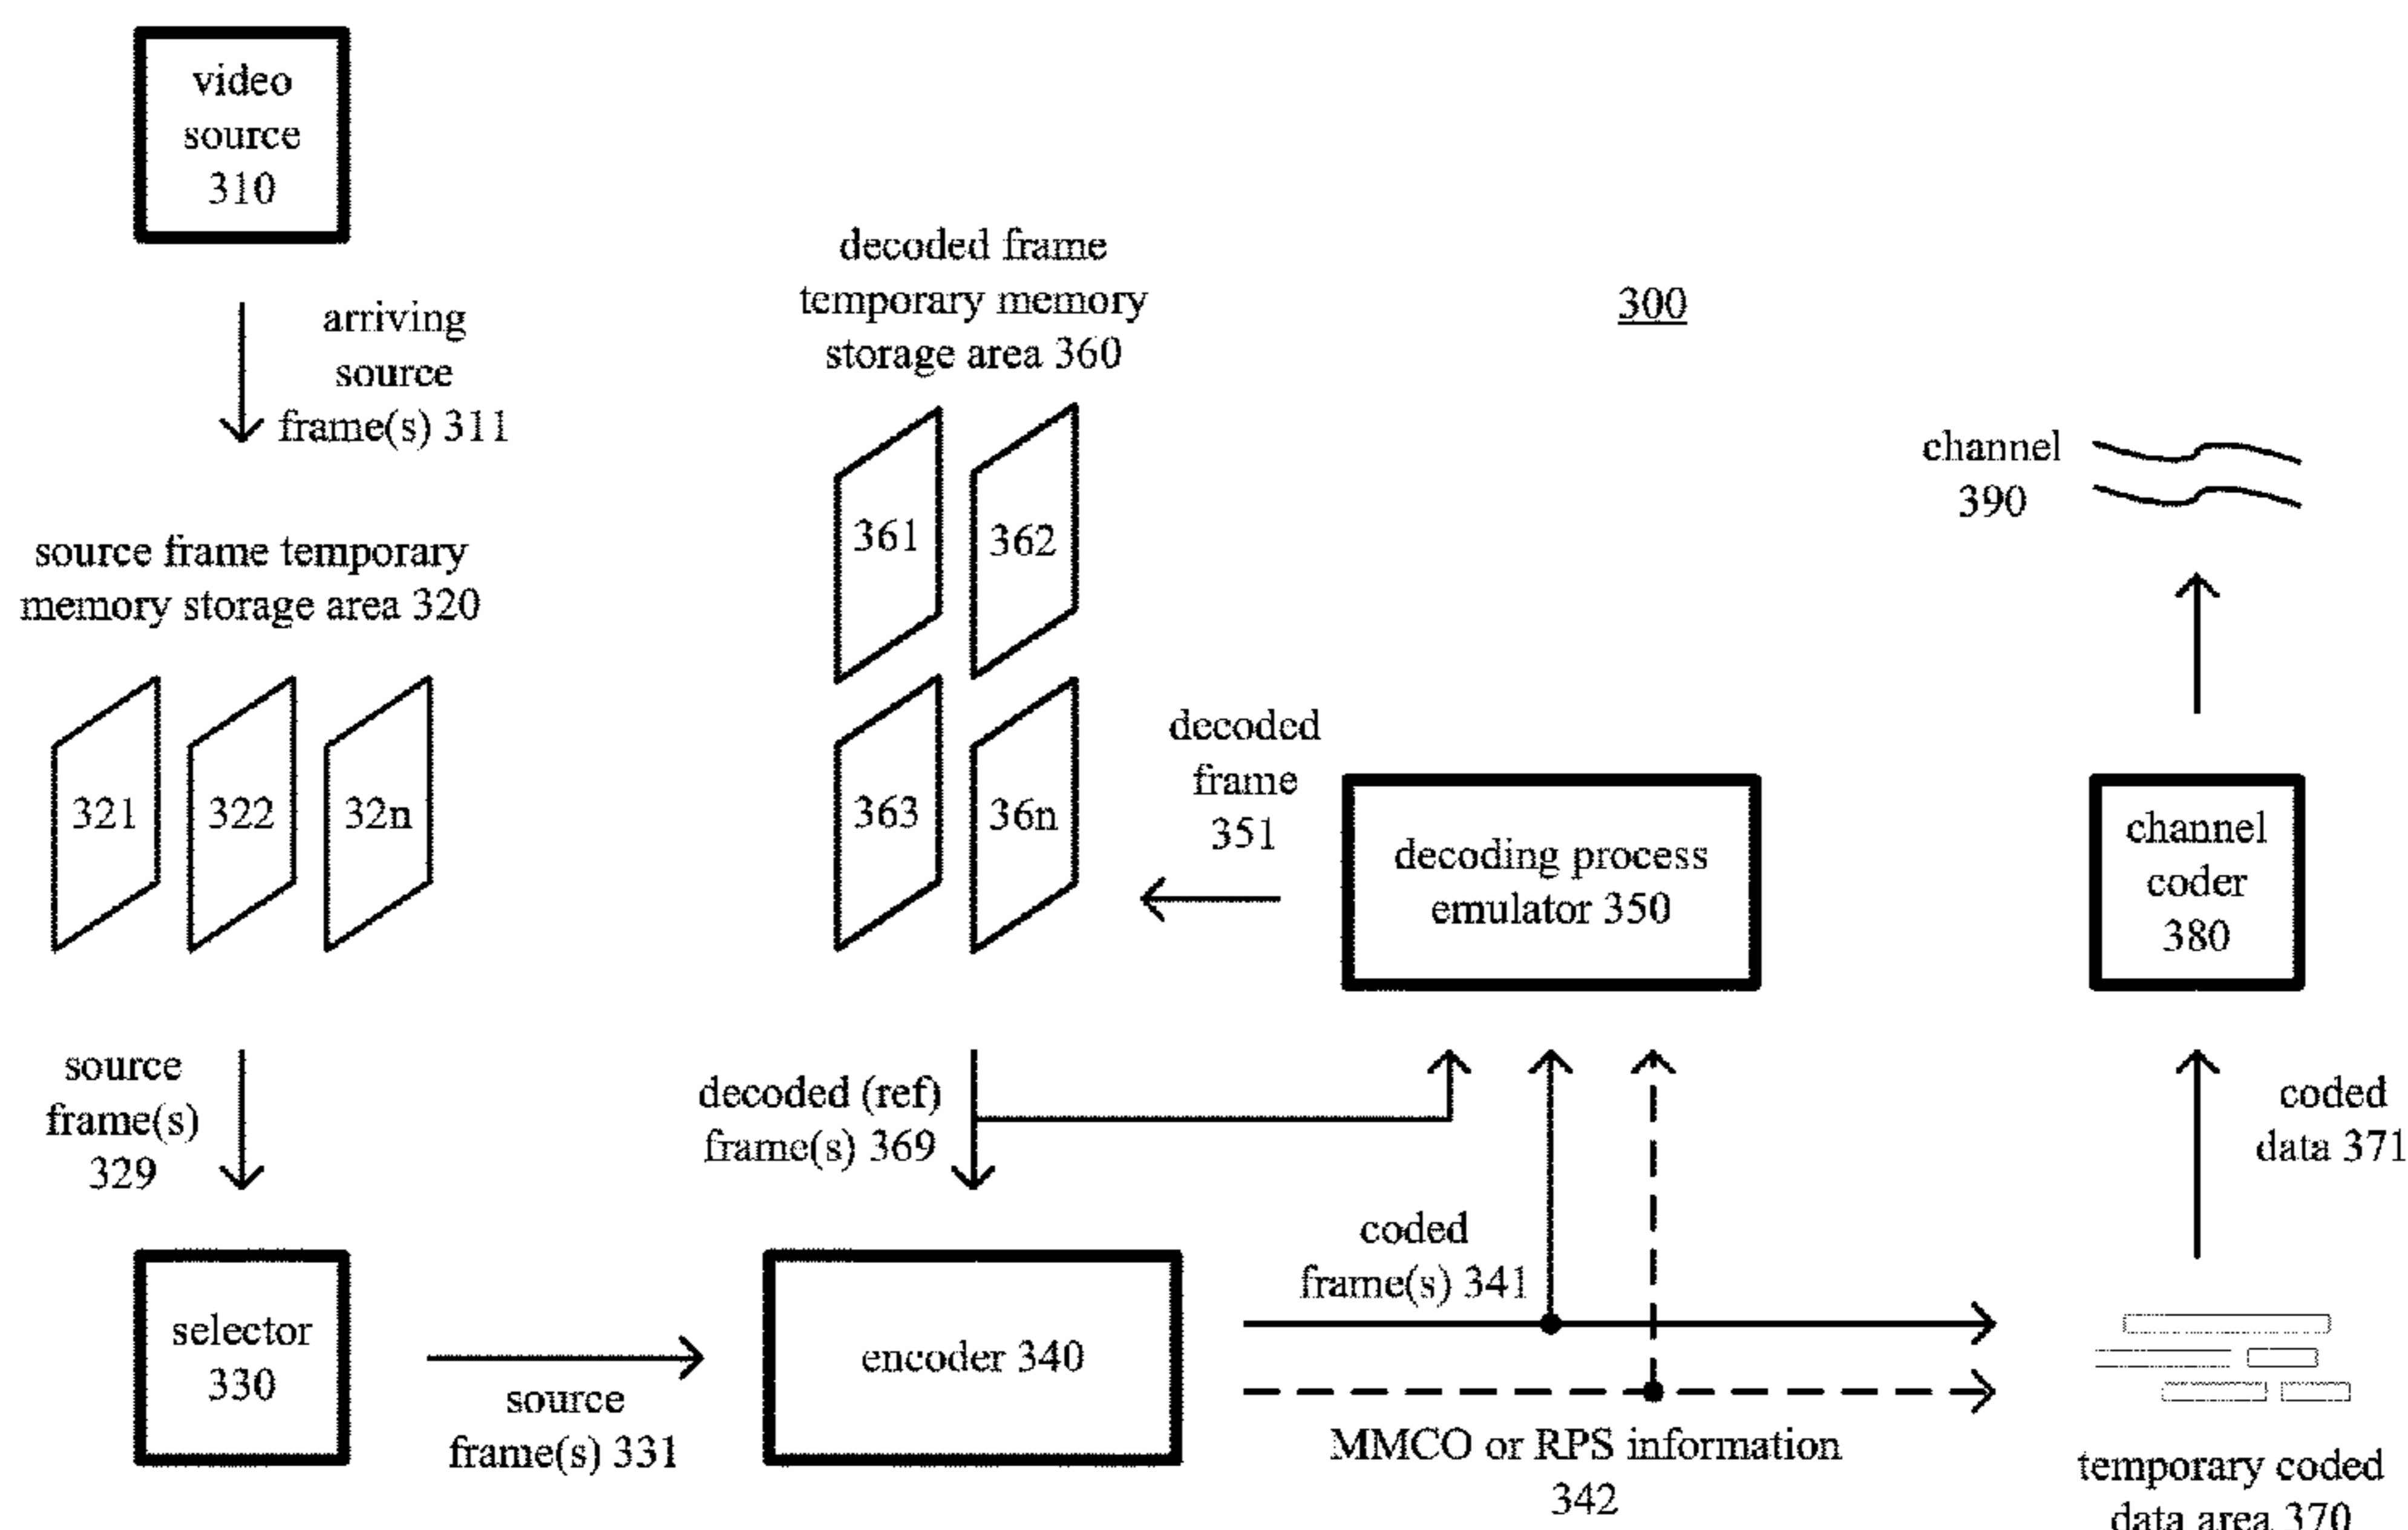 video
source
310
arriving
source
frame(s) 311
source frame temporary
memory storage area 320
321
322
32n
source
frame(s)
329
selector
330
source
frame(s) 331
decoded frame
temporary memory
storage area 360
361
362
363
36n
decoded
frame
351
decoded (ref)
frame(s) 369
encoder 340
300
decoding process
emulator 350
coded
frame(s) 341
MMCO or RPS information
342
channel
390
channel
coder
380
coded
data 371
temporary coded
data area 370